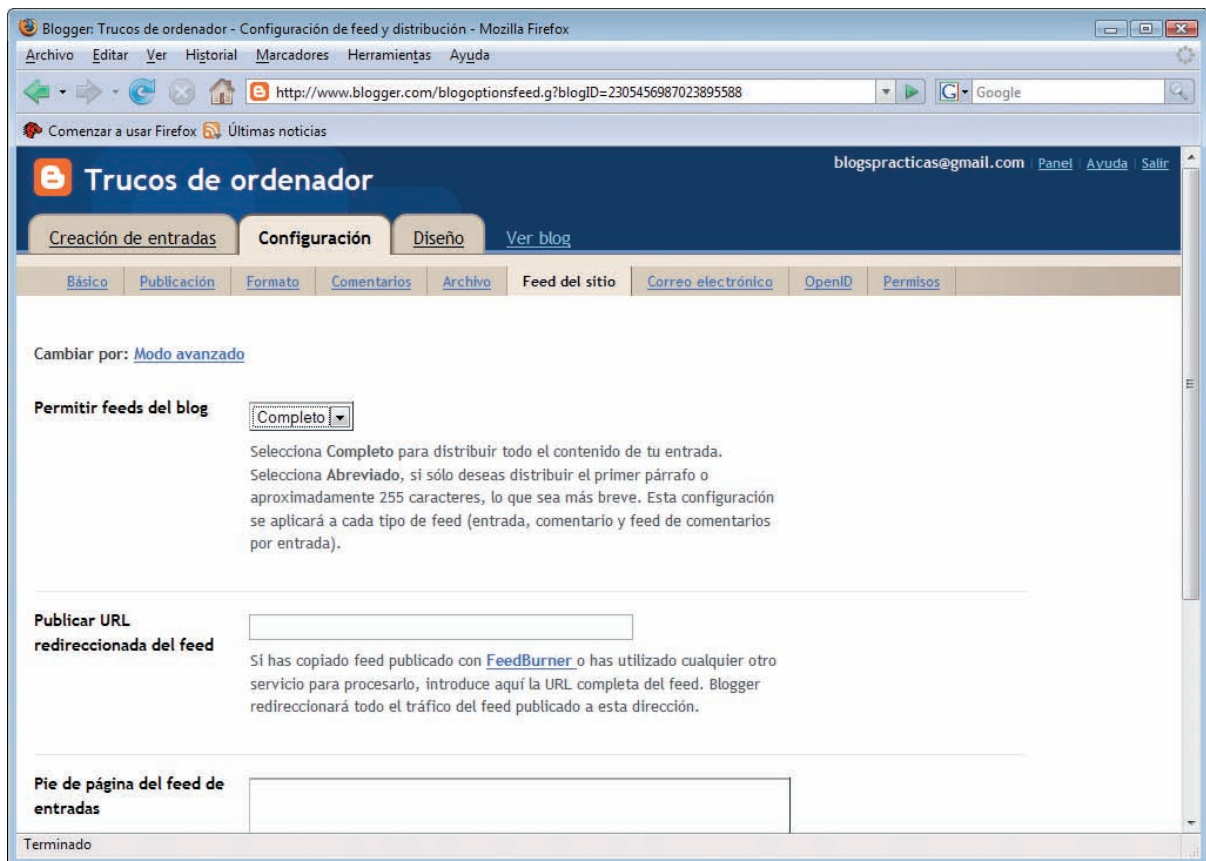 Blogger: Trucos de ordenador - Configuración de feed y distribución - Mozilla Firefox
Archivo Editar Ver Historial Marcadores Herramientas Ayuda
http://www.blogger.com/blogoptionsfeed.g?blogID=2305456987023895588
G Google
Comenzar a usar Firefox Últimas noticias
blogspracticas@gmail.com | Panel | Ayuda | Salir
Trucos de ordenador
Creación de entradas Configuración Diseño Ver blog
Básico Publicación Formato Comentarios Archivo Feed del sitio Correo electrónico OpenID Permisos
Cambiar por: Modo avanzado
Permitir feeds del blog
Completo
Selecciona Completo para distribuir todo el contenido de tu entrada.
Selecciona Abreviado, si sólo deseas distribuir el primer párrafo o
aproximadamente 255 caracteres, lo que sea más breve. Esta configuración
se aplicará a cada tipo de feed (entrada, comentario y feed de comentarios
por entrada).
Publicar URL
redireccionada del feed
Si has copiado feed publicado con FeedBurner o has utilizado cualquier otro
servicio para procesarlo, introduce aquí la URL completa del feed. Blogger
redireccionará todo el tráfico del feed publicado a esta dirección.
Pie de página del feed de
entradas
Terminado